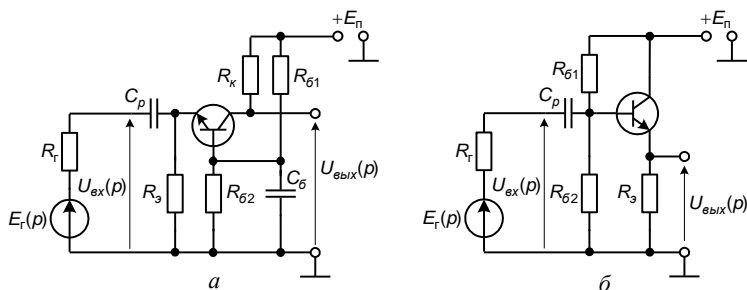 +Eп
Rк
Rб1
Cр
Rг
Uвх(p)
Rэ
Rб2
Cб
Uвых(p)
Eг(p)
а
+Eп
Rб1
Cр
Rг
Uвх(p)
Rб2
Rэ
Uвых(p)
Eг(p)
б